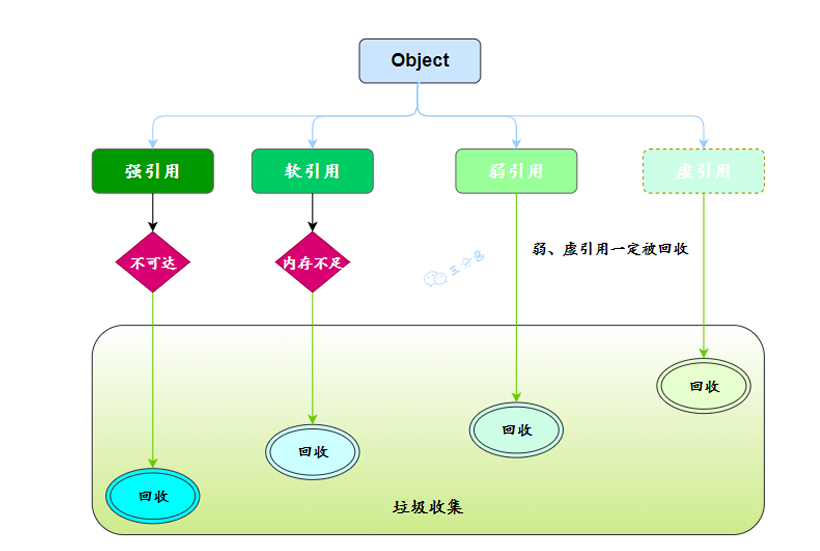 Object
强引用
软引用
弱引用
虚引用
不可达
内存不足
三分恶
弱、虚引用一定被回收
回收
回收
回收
回收
垃圾收集